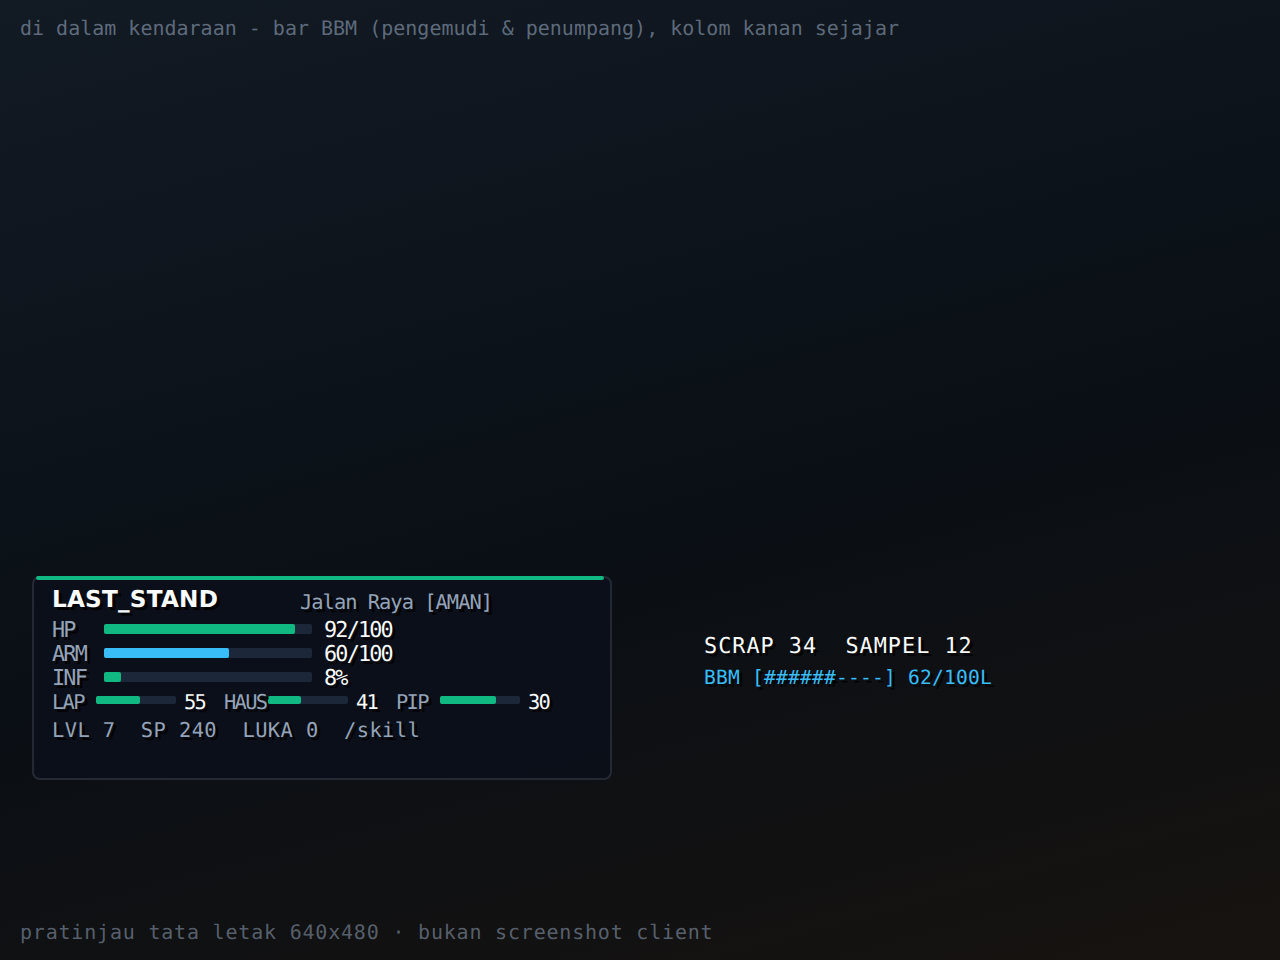 di dalam kendaraan - bar BBM (pengemudi & penumpang), kolom kanan sejajar
LAST_STAND Jalan Raya [AMAN]
HP 92/100
ARM 60/100
INF 8%
LAP 55 HAUS 41 PIP 30
LVL 7 SP 240 LUKA 0 /skill
SCRAP 34 SAMPEL 12
BBM [######----] 62/100L
pratinjau tata letak 640x480 · bukan screenshot client